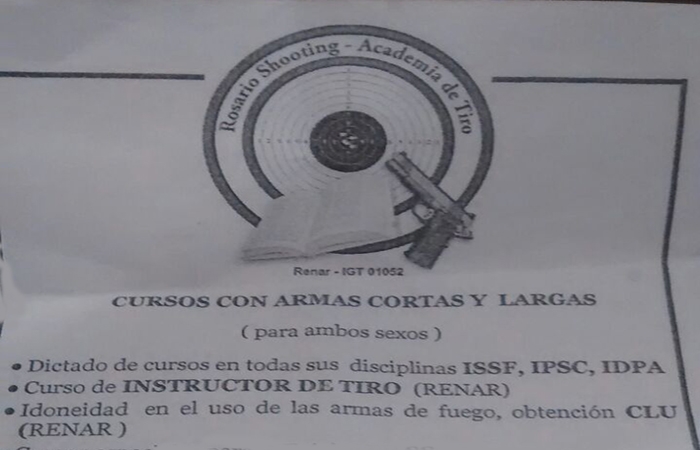 Rosario Shooting - Academia de Tiro
Renar - IGT 01052
CURSOS CON ARMAS CORTAS Y LARGAS
( para ambos sexos )
• Dictado de cursos en todas sus disciplinas ISSF, IPSC, IDPA
• Curso de INSTRUCTOR DE TIRO (RENAR)
• Idoneidad en el uso de las armas de fuego, obtención CLU
(RENAR )